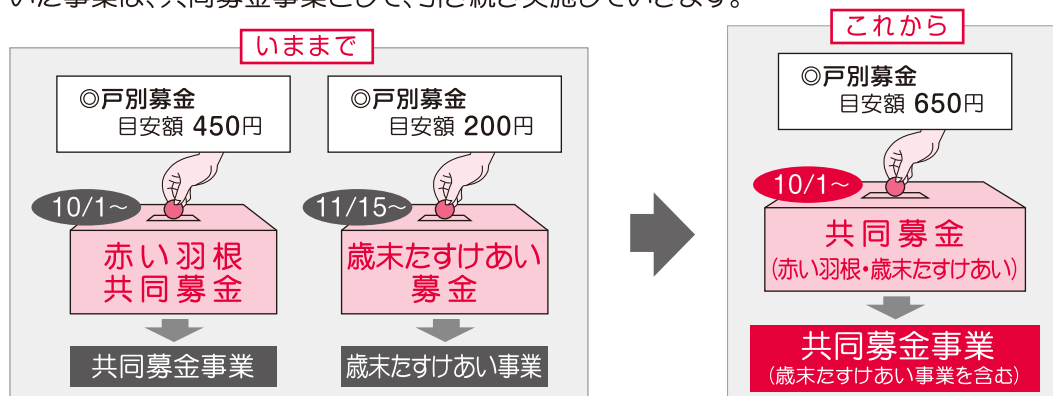 いた事業は、共同募金事業として、引き続き実施していきます。
いままで
◎戸別募金
目安額 450円
10/1~
赤い羽根
共同募金
共同募金事業
◎戸別募金
目安額 200円
11/15~
歳末たすけあい
募金
歳末たすけあい事業
これから
◎戸別募金
目安額 650円
10/1~
共同募金
(赤い羽根・歳末たすけあい)
共同募金事業
(歳末たすけあい事業を含む)